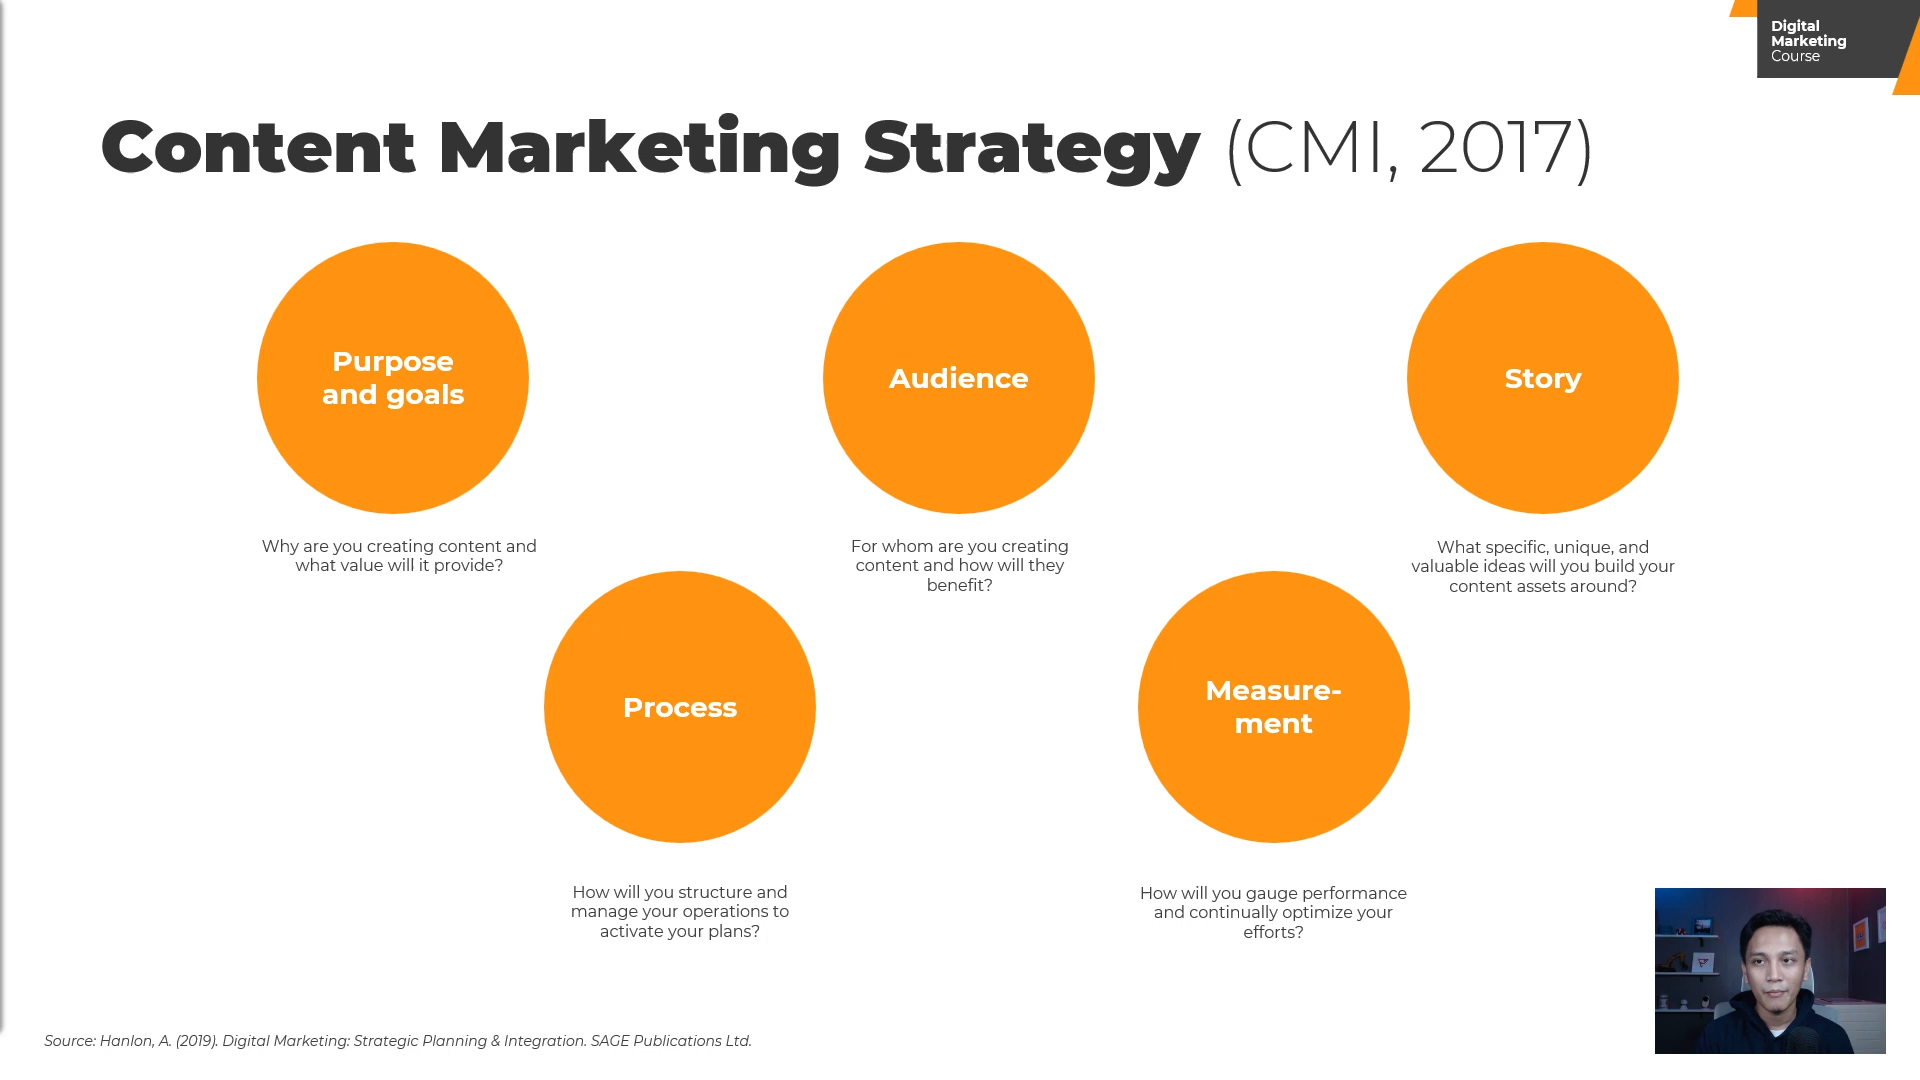 Digital
Marketing
Course
Content Marketing Strategy (CMI, 2017)
Purpose
and goals
Why are you creating content and
what value will it provide?
Audience
For whom are you creating
content and how will they
benefit?
Story
What specific, unique, and
valuable ideas will you build your
content assets around?
Process
How will you structure and
manage your operations to
activate your plans?
Measure-
ment
How will you gauge performance
and continually optimize your
efforts?
Source: Hanlon, A. (2019). Digital Marketing: Strategic Planning & Integration. SAGE Publications Ltd.